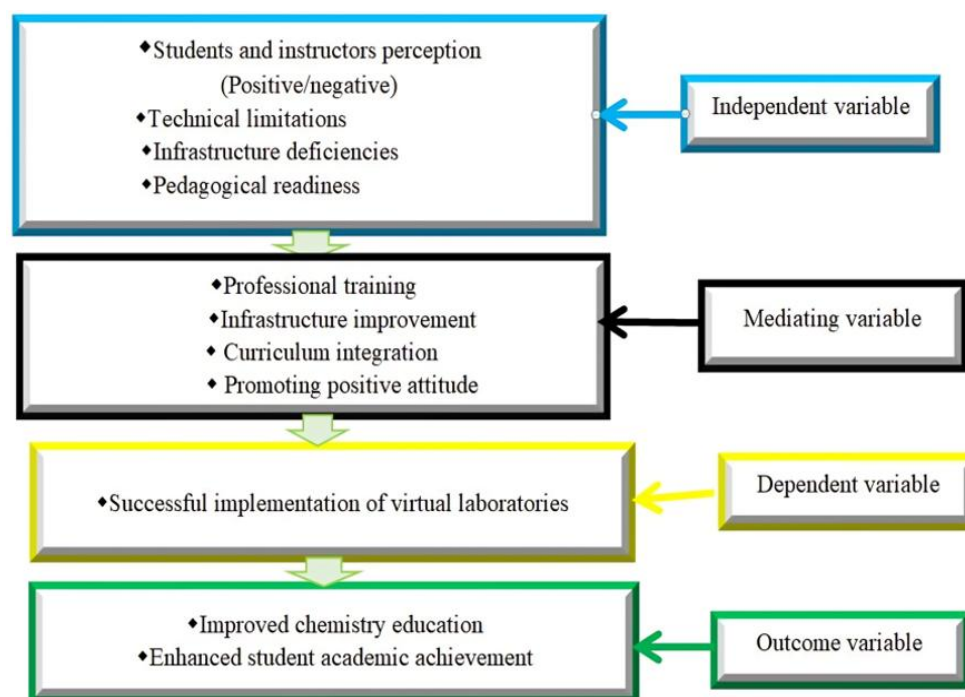 ◆Students and instructors perception
(Positive/negative)
◆Technical limitations
◆Infrastructure deficiencies
◆Pedagogical readiness
Independent variable
◆Professional training
◆Infrastructure improvement
◆ Curriculum integration
◆ Promoting positive attitude
Mediating variable
◆Successful implementation of virtual laboratories
Dependent variable
◆Improved chemistry education
◆Enhanced student academic achievement
Outcome variable